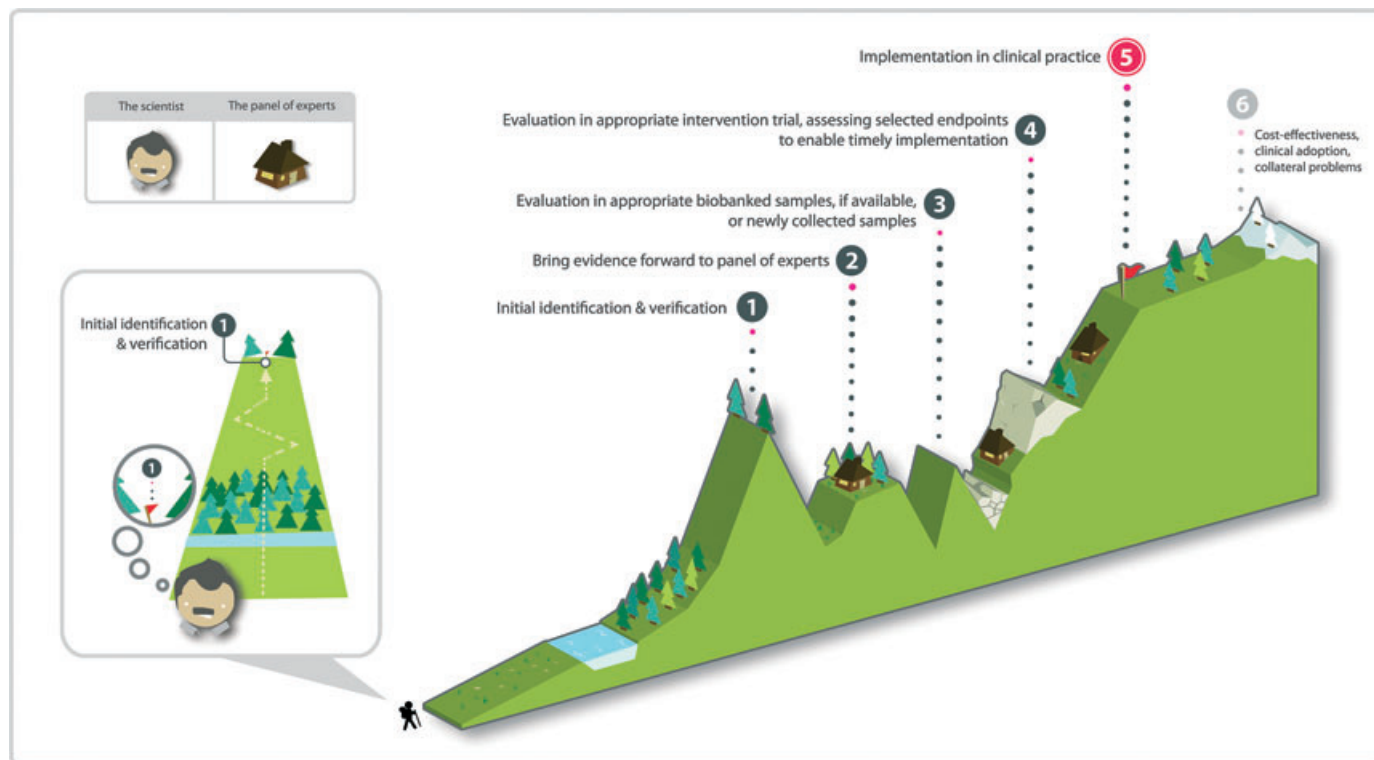 The scientist
The panel of experts
Initial identification
& verification
1
1
Initial identification & verification 1
Bring evidence forward to panel of experts 2
Evaluation in appropriate biobanked samples, if available,
or newly collected samples
3
Evaluation in appropriate intervention trial, assessing selected endpoints
to enable timely implementation
4
Implementation in clinical practice 5
6
Cost-effectiveness,
clinical adoption,
collateral problems